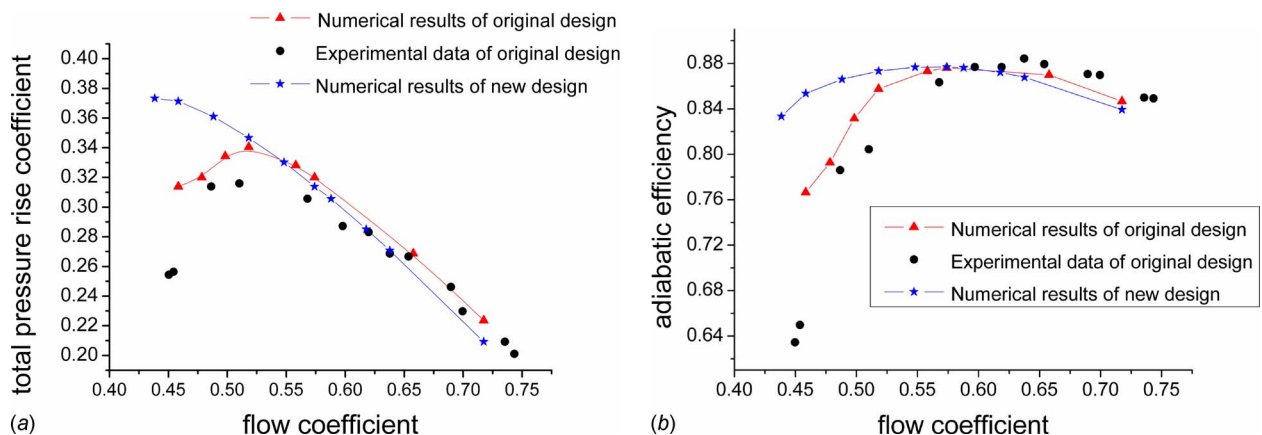 Numerical results of original design
Experimental data of original design
Numerical results of new design
total pressure rise coefficient
0.40
0.38
0.36
0.34
0.32
0.30
0.28
0.26
0.24
0.22
0.20
0.40 0.45 0.50 0.55 0.60 0.65 0.70 0.75
flow coefficient
(a)
adiabatic efficiency
0.88
0.84
0.80
0.76
0.72
0.68
0.64
Numerical results of original design
Experimental data of original design
Numerical results of new design
0.40 0.45 0.50 0.55 0.60 0.65 0.70 0.75
flow coefficient
(b)